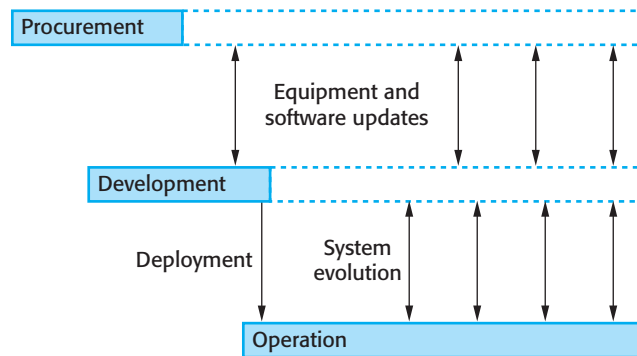 Procurement
Equipment and
software updates
Development
Deployment
System
evolution
Operation